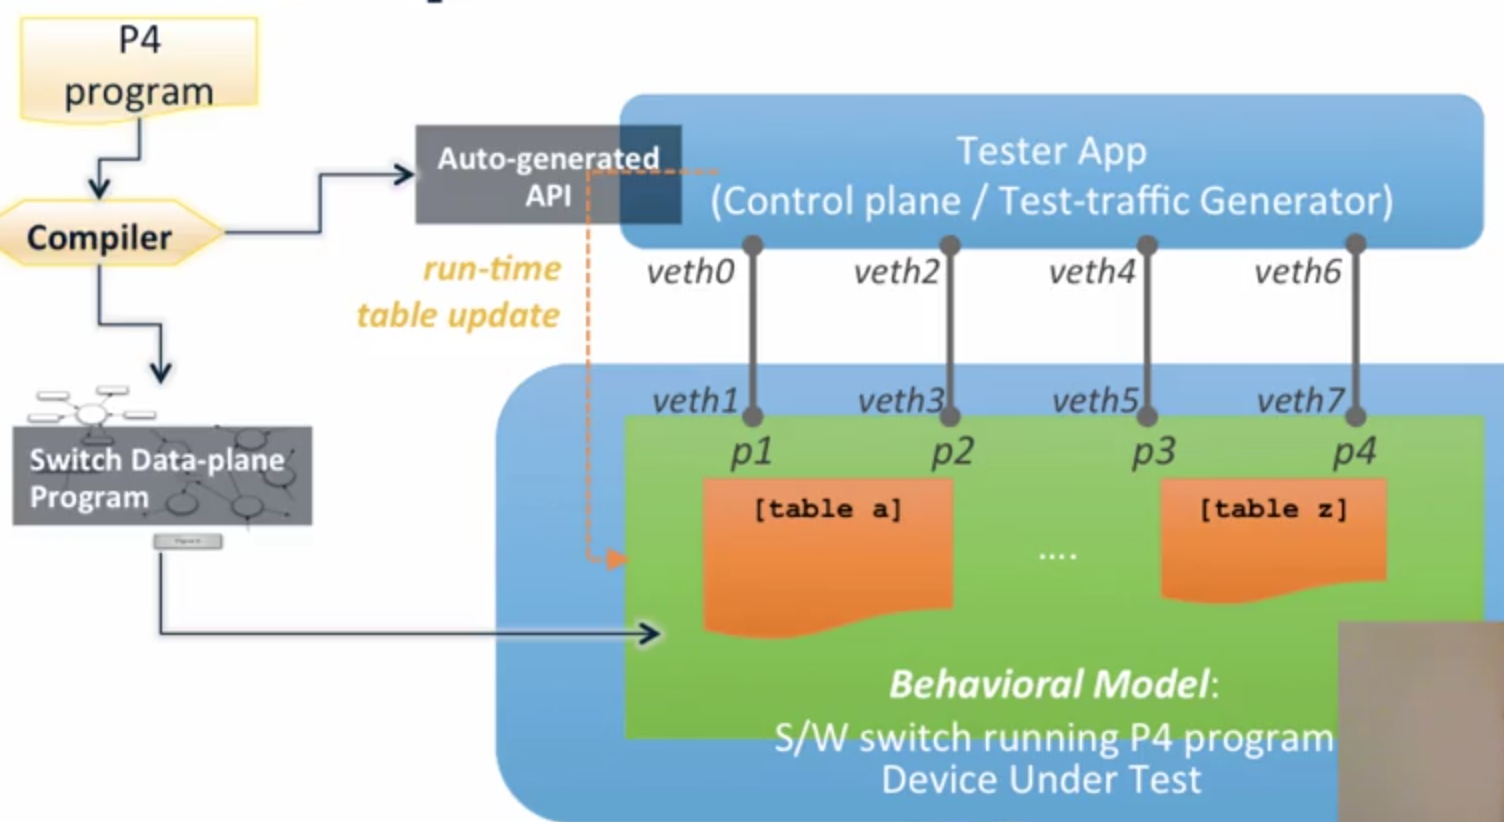 P4
program
Compiler
Auto-generated
API
run-time
table update
Switch Data-plane
Program
Tester App
(Control plane / Test-traffic Generator)
veth0
veth2
veth4
veth6
veth1
veth3
veth5
veth7
p1
p2
p3
p4
[table a]
....
[table z]
Behavioral Model:
S/W switch running P4 program
Device Under Test